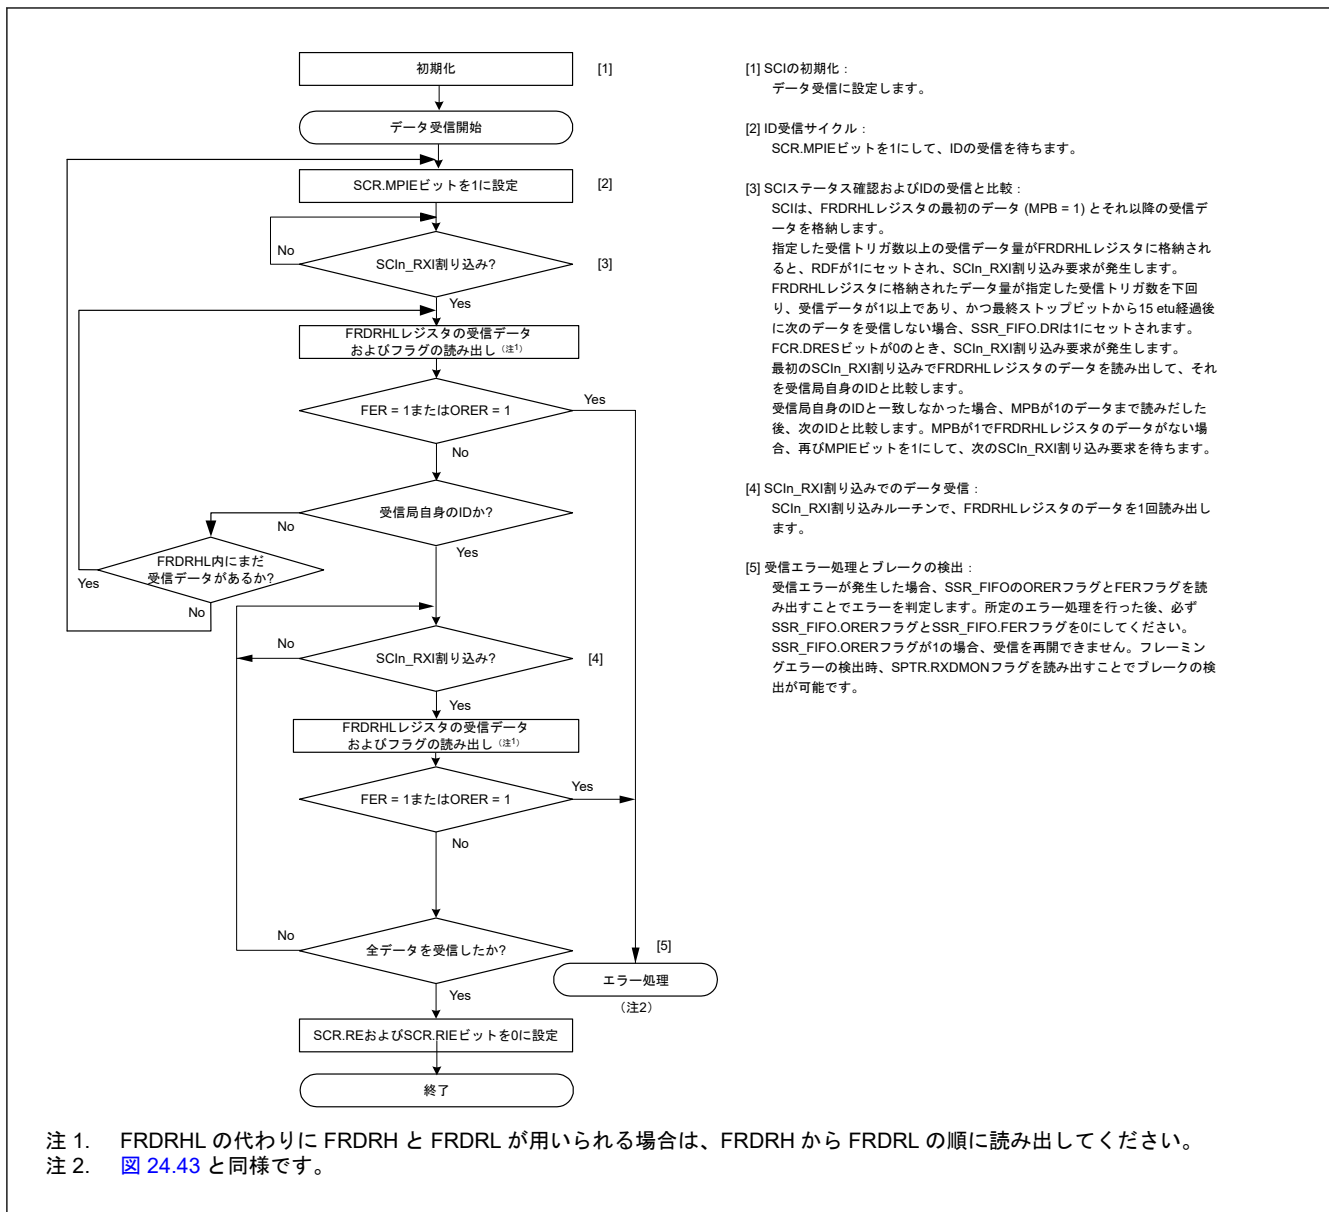 初期化
[1]
データ受信開始
SCR.MPIEビットを1に設定
[2]
No
SCIn_RXI割り込み?
[3]
Yes
FRDRHLレジスタの受信データ
およびフラグの読み出し（注1）
FER = 1またはORER = 1
Yes
No
受信局自身のIDか?
No
Yes
FRDRHL内にまだ
受信データがあるか?
Yes
No
No
SCIn_RXI割り込み?
[4]
Yes
FRDRHLレジスタの受信データ
およびフラグの読み出し（注1）
FER = 1またはORER = 1
Yes
No
No
全データを受信したか?
[5]
エラー処理
（注2）
Yes
SCR.REおよびSCR.RIEビットを0に設定
終了
[1] SCIの初期化：
データ受信に設定します。
[2] ID受信サイクル：
SCR.MPIEビットを1にして、IDの受信を待ちます。
[3] SCIステータス確認およびIDの受信と比較：
SCIは、FRDRHLレジスタの最初のデータ (MPB = 1) とそれ以降の受信デ
ータを格納します。
指定した受信トリガ数以上の受信データ量がFRDRHLレジスタに格納され
ると、RDFが1にセットされ、SCIn_RXI割り込み要求が発生します。
FRDRHLレジスタに格納されたデータ量が指定した受信トリガ数を下回
り、受信データが1以上であり、かつ最終ストップビットから15 etu経過後
に次のデータを受信しない場合、SSR_FIFO.DRは1にセットされます。
FCR.DRESビットが0のとき、SCIn_RXI割り込み要求が発生します。
最初のSCIn_RXI割り込みでFRDRHLレジスタのデータを読み出して、それ
を受信局自身のIDと比較します。
受信局自身のIDと一致しなかった場合、MPBが1のデータまで読みだした
後、次のIDと比較します。MPBが1でFRDRHLレジスタのデータがない場
合、再びMPIEビットを1にして、次のSCIn_RXI割り込み要求を待ちます。
[4] SCIn_RXI割り込みでのデータ受信：
SCIn_RXI割り込みルーチンで、FRDRHLレジスタのデータを1回読み出し
ます。
[5] 受信エラー処理とブレークの検出：
受信エラーが発生した場合、SSR_FIFOのORERフラグとFERフラグを読
み出すことでエラーを判定します。所定のエラー処理を行った後、必ず
SSR_FIFO.ORERフラグとSSR_FIFO.FERフラグを0にしてください。
SSR_FIFO.ORERフラグが1の場合、受信を再開できません。フレーミン
グエラーの検出時、SPTR.RXDMONフラグを読み出すことでブレークの検
出が可能です。
注 1. FRDRHL の代わりに FRDRH と FRDRL が用いられる場合は、FRDRH から FRDRL の順に読み出してください。
注 2. 図 24.43 と同様です。